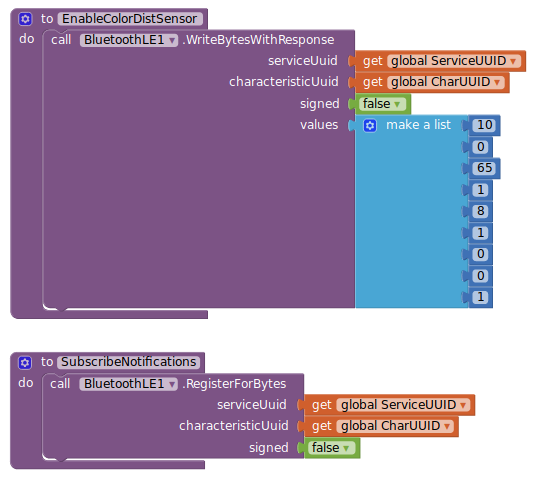 to EnableColorDistSensor
do call BluetoothLE1 .WriteBytesWithResponse
serviceUuid get global ServiceUUID
characteristicUuid get global CharUUID
signed false
values make a list 10
0
65
1
8
1
0
0
1
to SubscribeNotifications
do call BluetoothLE1 .RegisterForBytes
serviceUuid get global ServiceUUID
characteristicUuid get global CharUUID
signed false